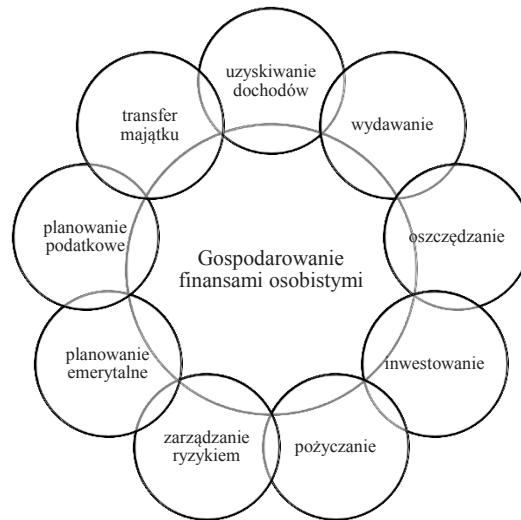 uzyskiwanie
dochodów
wydawanie
oszczędzanie
inwestowanie
pożyczanie
zarządzanie
ryzykiem
planowanie
emerytalne
planowanie
podatkowe
transfer
majątku
Gospodarowanie
finansami osobistymi